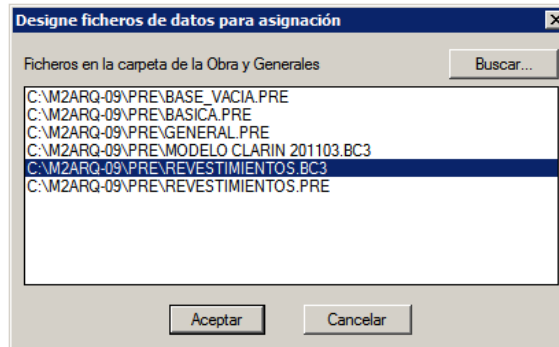 Designe ficheros de datos para asignación
Ficheros en la carpeta de la Obra y Generales
Buscar...
C:\M2ARQ-09\PRE\BASE_VACIA.PRE
C:\M2ARQ-09\PRE\BASICA.PRE
C:\M2ARQ-09\PRE\GENERAL.PRE
C:\M2ARQ-09\PRE\MODELO CLARIN 201103.BC3
C:\M2ARQ-09\PRE\REVESTIMIENTOS.BC3
C:\M2ARQ-09\PRE\REVESTIMIENTOS.PRE
Aceptar
Cancelar